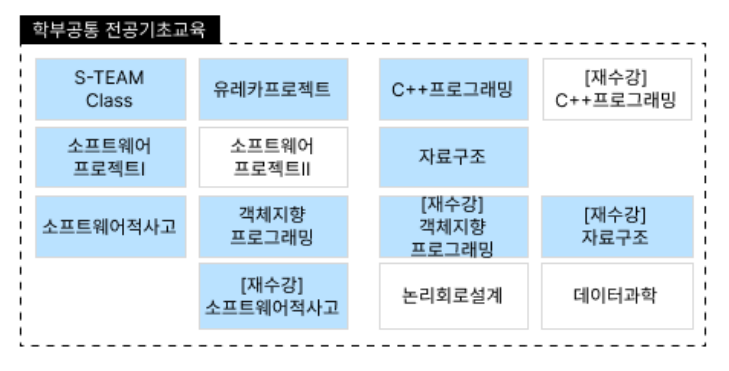 학부공통 전공기초교육
S-TEAM
Class
유레카프로젝트
C++프로그래밍
[재수강]
C++프로그래밍
소프트웨어
프로젝트I
소프트웨어
프로젝트II
자료구조
소프트웨어적사고
객체지향
프로그래밍
[재수강]
객체지향
프로그래밍
[재수강]
자료구조
[재수강]
소프트웨어적사고
논리회로설계
데이터과학